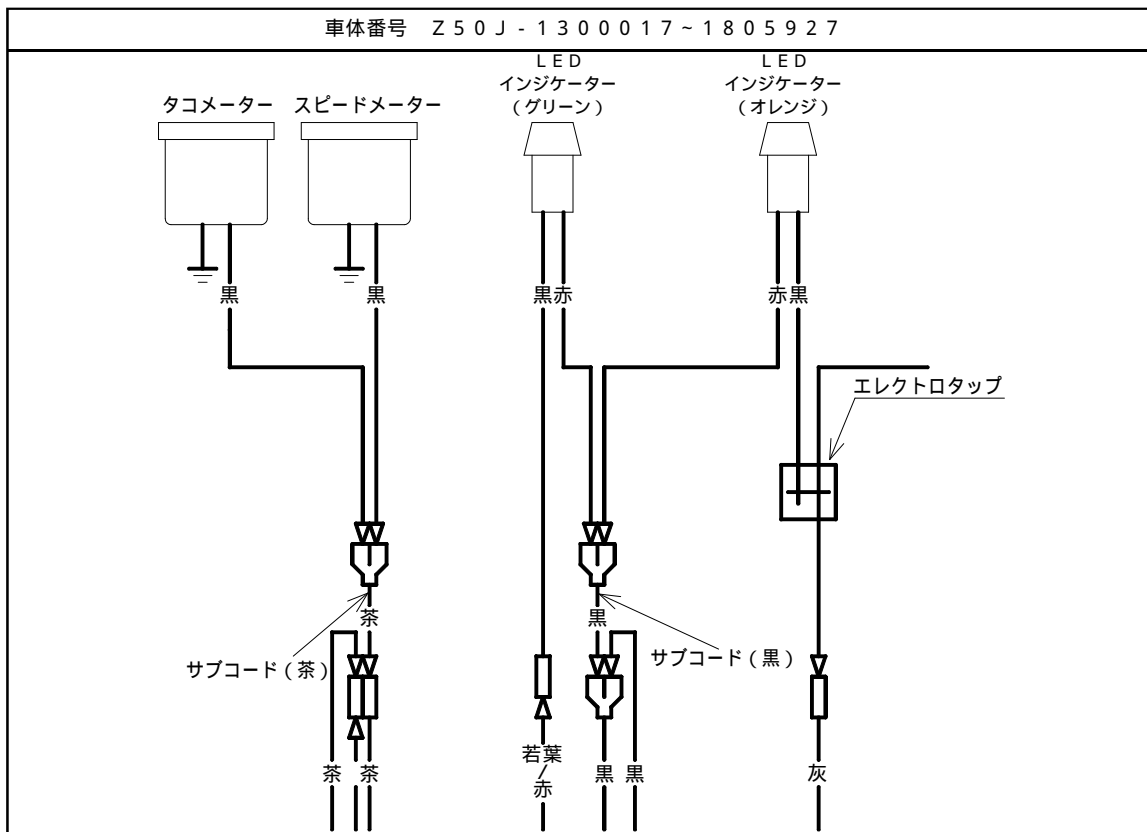 車体番号 Z50J-1300017~1805927
タコメーター
スピードメーター
LED
インジケーター
(グリーン)
LED
インジケーター
(オレンジ)
黒
黒
黒赤
赤黒
エレクトロタップ
茶
サブコード(茶)
黒
サブコード(黒)
茶
茶
若葉
/
赤
黒
黒
灰